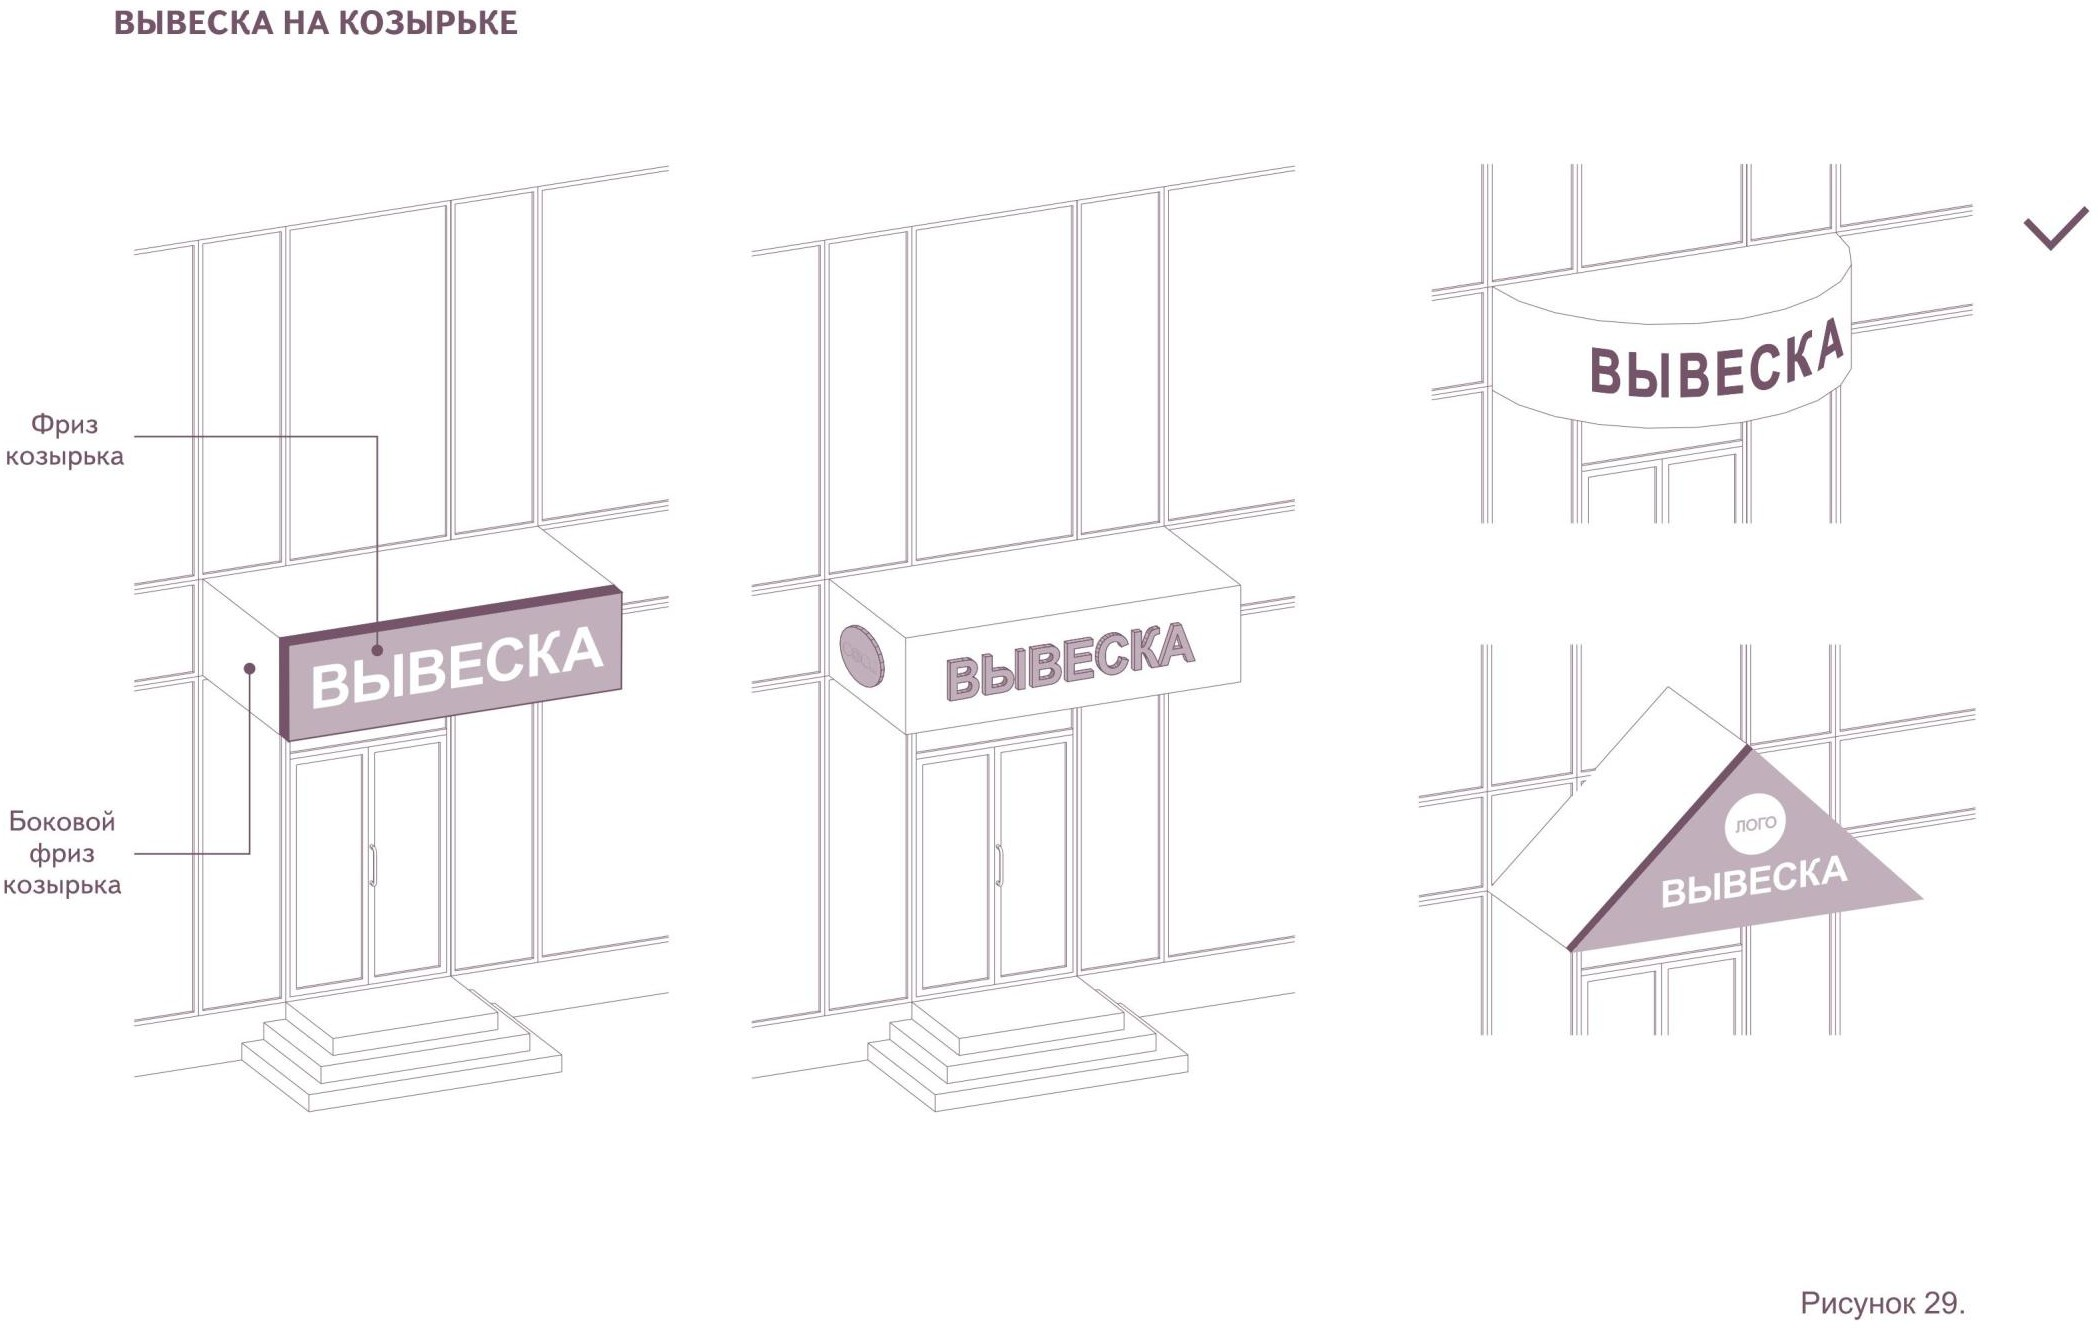 ВЫВЕСКА НА КОЗЫРЬКЕ
Фриз
козырька
Боковой
фриз
козырька
ВЫВЕСКА
ВЫВЕСКА
ВЫВЕСКА
ЛОГО
ВЫВЕСКА
Рисунок 29.